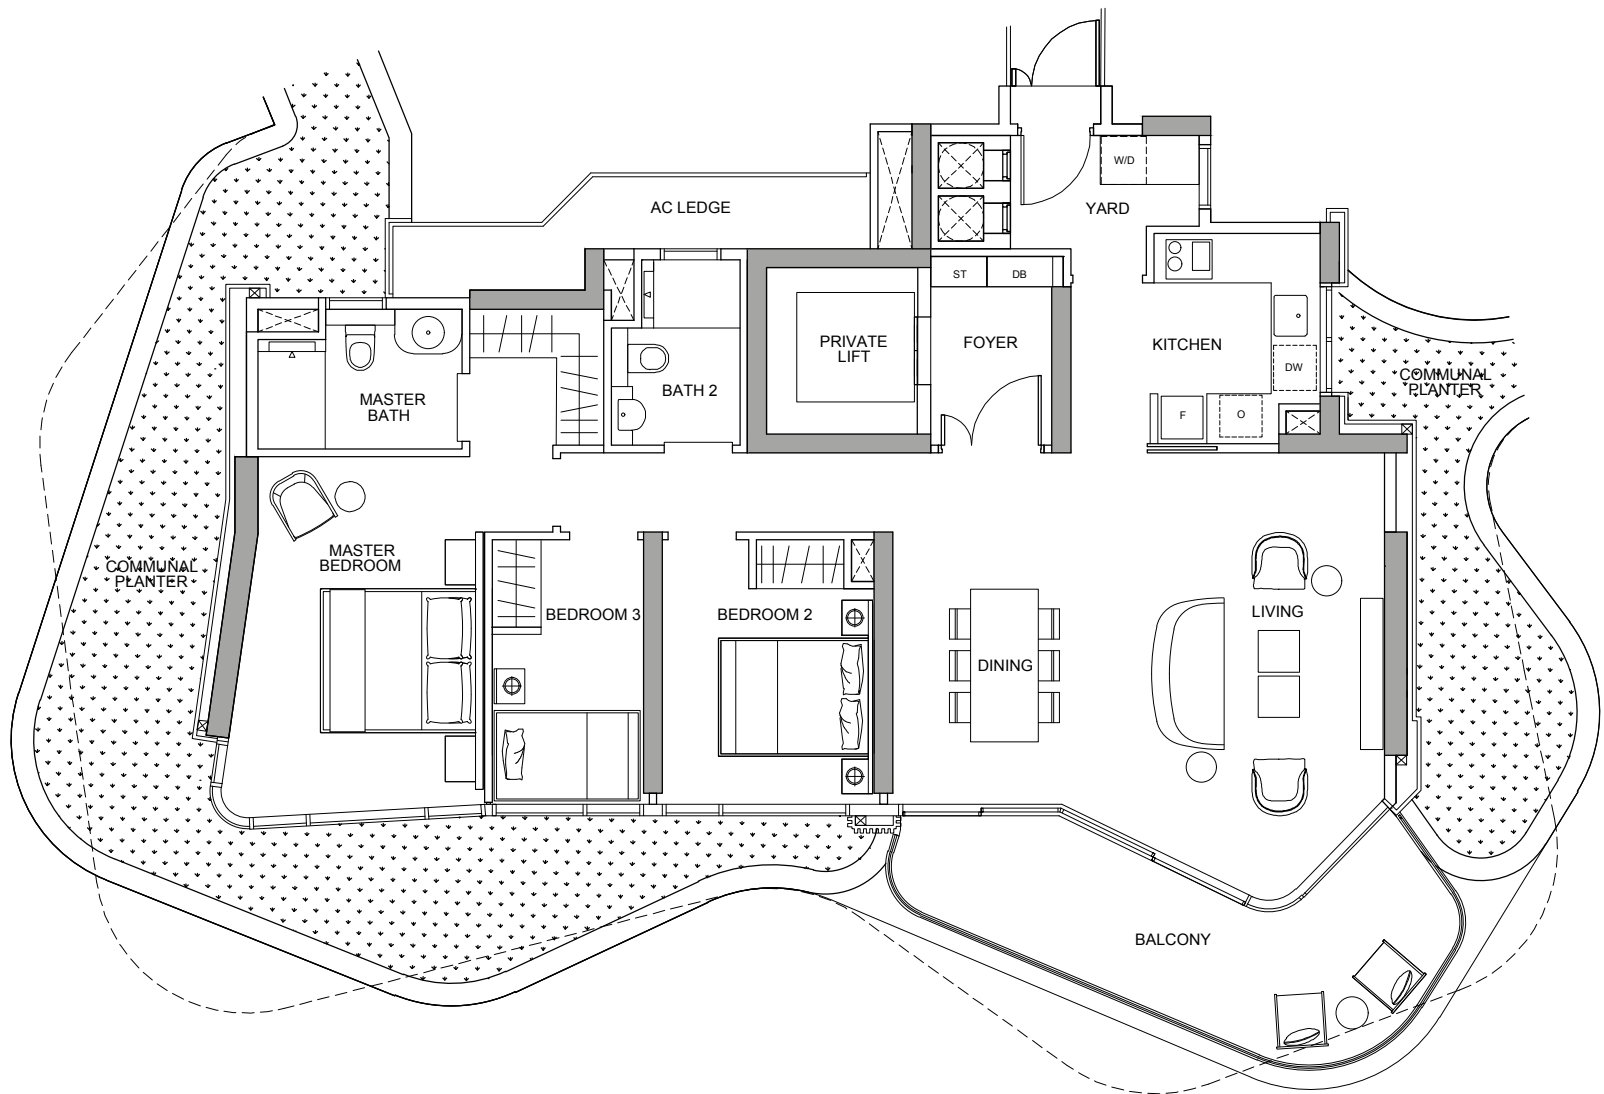 W/D
AC LEDGE
YARD
ST
DB
PRIVATE
LIFT
FOYER
KITCHEN
DW
COMMUNAL
PLANTER
MASTER
BATH
BATH 2
F
O
MASTER
BEDROOM
COMMUNAL
PLANTER
BEDROOM 3
BEDROOM 2
LIVING
DINING
BALCONY